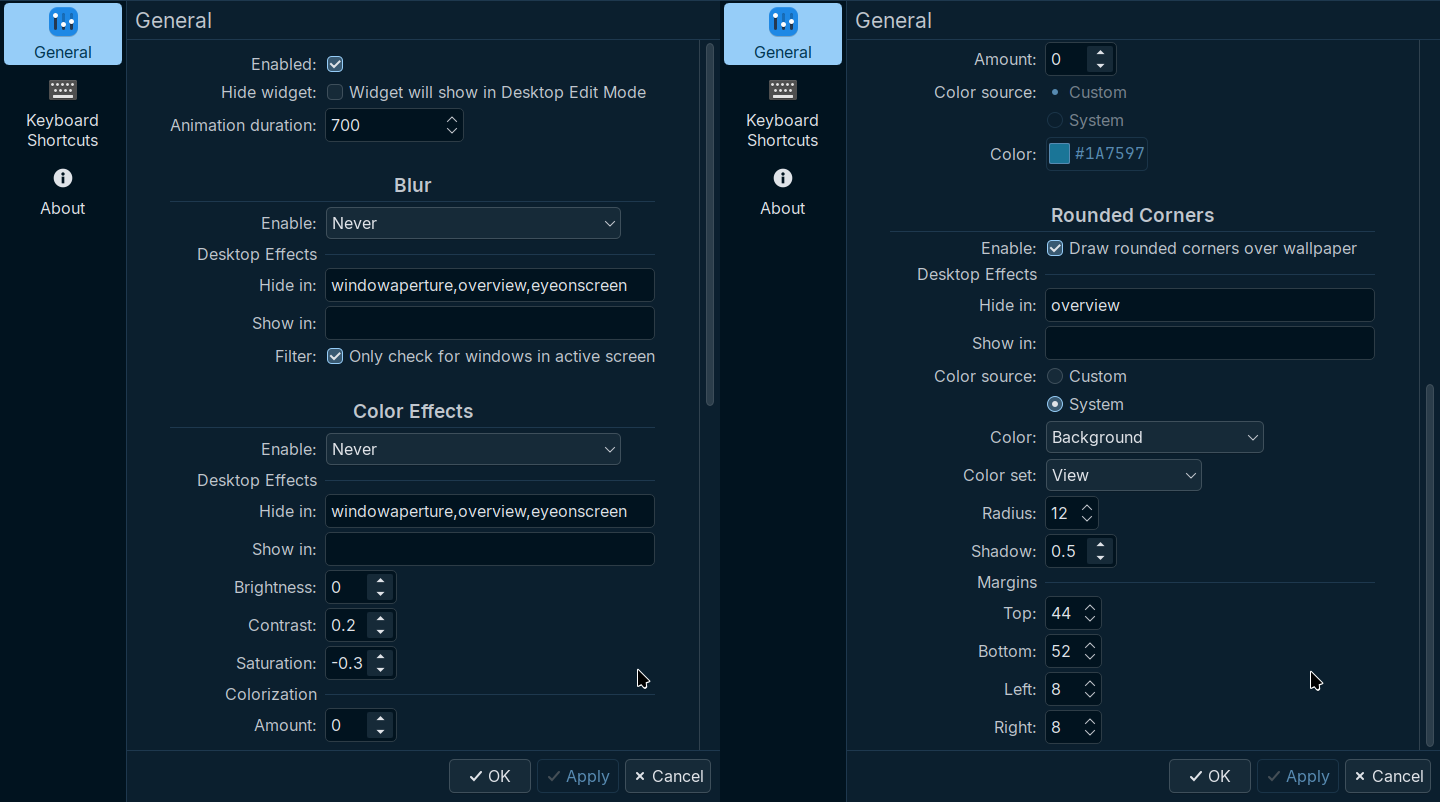 General
General
Keyboard
Shortcuts
About
Enabled:
Hide widget: Widget will show in Desktop Edit Mode
Animation duration: 700
Blur
Enable: Never
Desktop Effects
Hide in: windowaperture,overview,eyeonscreen
Show in:
Filter: Only check for windows in active screen
Color Effects
Enable: Never
Desktop Effects
Hide in: windowaperture,overview,eyeonscreen
Show in:
Brightness: 0
Contrast: 0.2
Saturation: -0.3
Colorization
Amount: 0
OK Apply Cancel
General
General
Keyboard
Shortcuts
About
Amount: 0
Color source: Custom
System
Color: #1A7597
Rounded Corners
Enable: Draw rounded corners over wallpaper
Desktop Effects
Hide in: overview
Show in:
Color source: Custom
System
Color: Background
Color set: View
Radius: 12
Shadow: 0.5
Margins
Top: 44
Bottom: 52
Left: 8
Right: 8
OK Apply Cancel